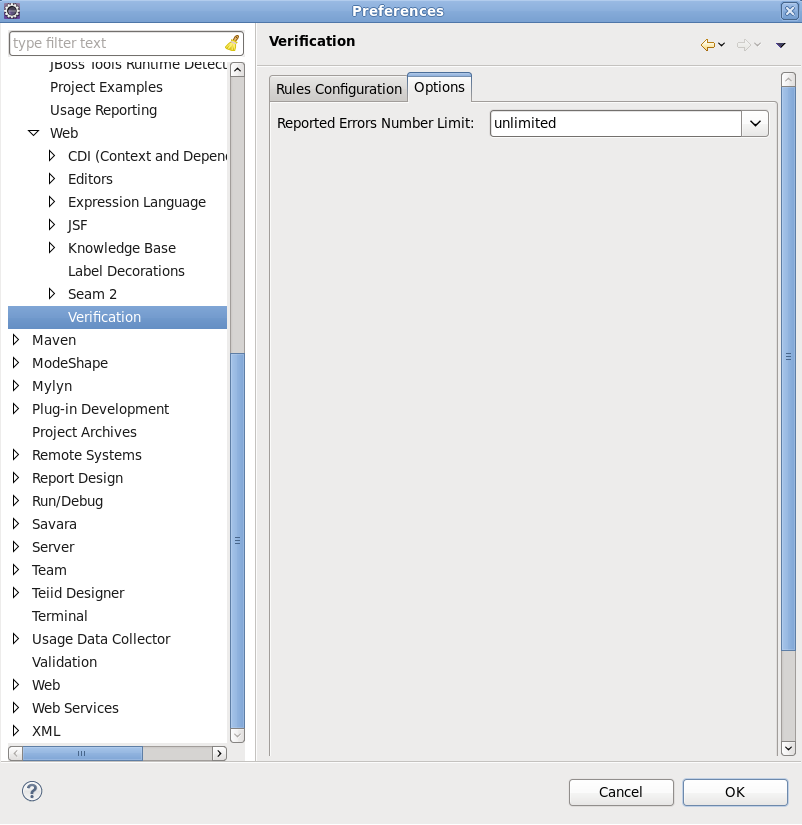 Preferences
type filter text
JBoss Tools Runtime Detect
Project Examples
Usage Reporting
Web
CDI (Context and Depen
Editors
Expression Language
JSF
Knowledge Base
Label Decorations
Seam 2
Verification
Maven
ModeShape
Mylyn
Plug-in Development
Project Archives
Remote Systems
Report Design
Run/Debug
Savara
Server
Team
Teiid Designer
Terminal
Usage Data Collector
Validation
Web
Web Services
XML
Verification
Rules Configuration
Options
Reported Errors Number Limit:
unlimited
?
Cancel
OK